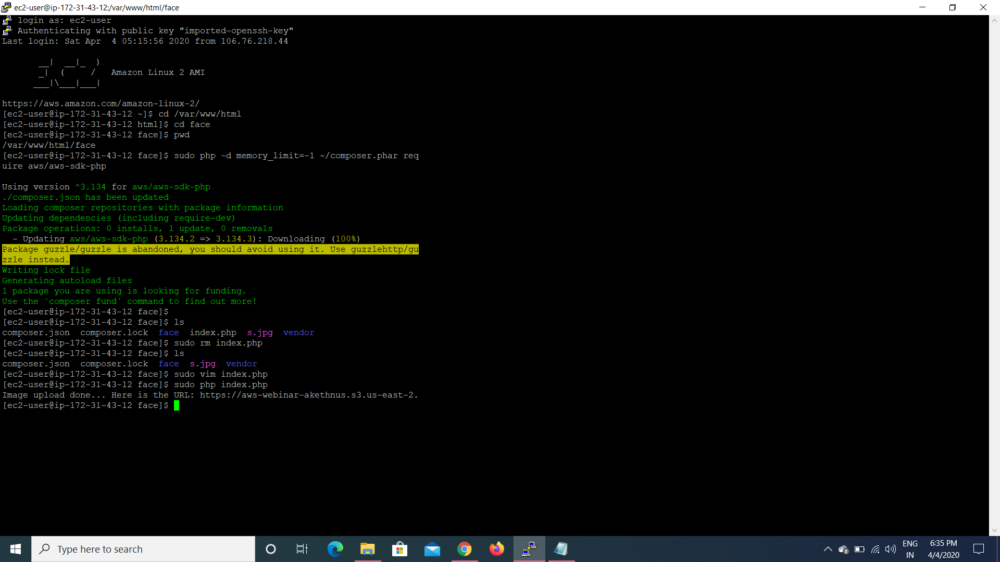 ec2-user@ip-172-31-43-12:/var/www/html/face
login as: ec2-user
Authenticating with public key "imported-openssh-key"
Last login: Sat Apr  4 05:15:56 2020 from 106.76.218.44
       __|  __|_  )
       _|  (     /   Amazon Linux 2 AMI
      ___|\___|___|
https://aws.amazon.com/amazon-linux-2/
[ec2-user@ip-172-31-43-12 ~]$ cd /var/www/html
[ec2-user@ip-172-31-43-12 html]$ cd face
[ec2-user@ip-172-31-43-12 face]$ pwd
/var/www/html/face
[ec2-user@ip-172-31-43-12 face]$ sudo php -d memory_limit=-1 ~/composer.phar req
uire aws/aws-sdk-php
Using version ^3.134 for aws/aws-sdk-php
./composer.json has been updated
Loading composer repositories with package information
Updating dependencies (including require-dev)
Package operations: 0 installs, 1 update, 0 removals
  - Updating aws/aws-sdk-php (3.134.2 => 3.134.3): Downloading (100%)
Package guzzle/guzzle is abandoned, you should avoid using it. Use guzzlehttp/gu
zzle instead.
Writing lock file
Generating autoload files
1 package you are using is looking for funding.
Use the `composer fund` command to find out more!
[ec2-user@ip-172-31-43-12 face]$
[ec2-user@ip-172-31-43-12 face]$ ls
composer.json  composer.lock  face  index.php  s.jpg  vendor
[ec2-user@ip-172-31-43-12 face]$ sudo rm index.php
[ec2-user@ip-172-31-43-12 face]$ ls
composer.json  composer.lock  face  s.jpg  vendor
[ec2-user@ip-172-31-43-12 face]$ sudo vim index.php
[ec2-user@ip-172-31-43-12 face]$ sudo php index.php
Image upload done... Here is the URL: https://aws-webinar-akethnus.s3.us-east-2.
[ec2-user@ip-172-31-43-12 face]$
Type here to search
ENG
IN
6:35 PM
4/4/2020